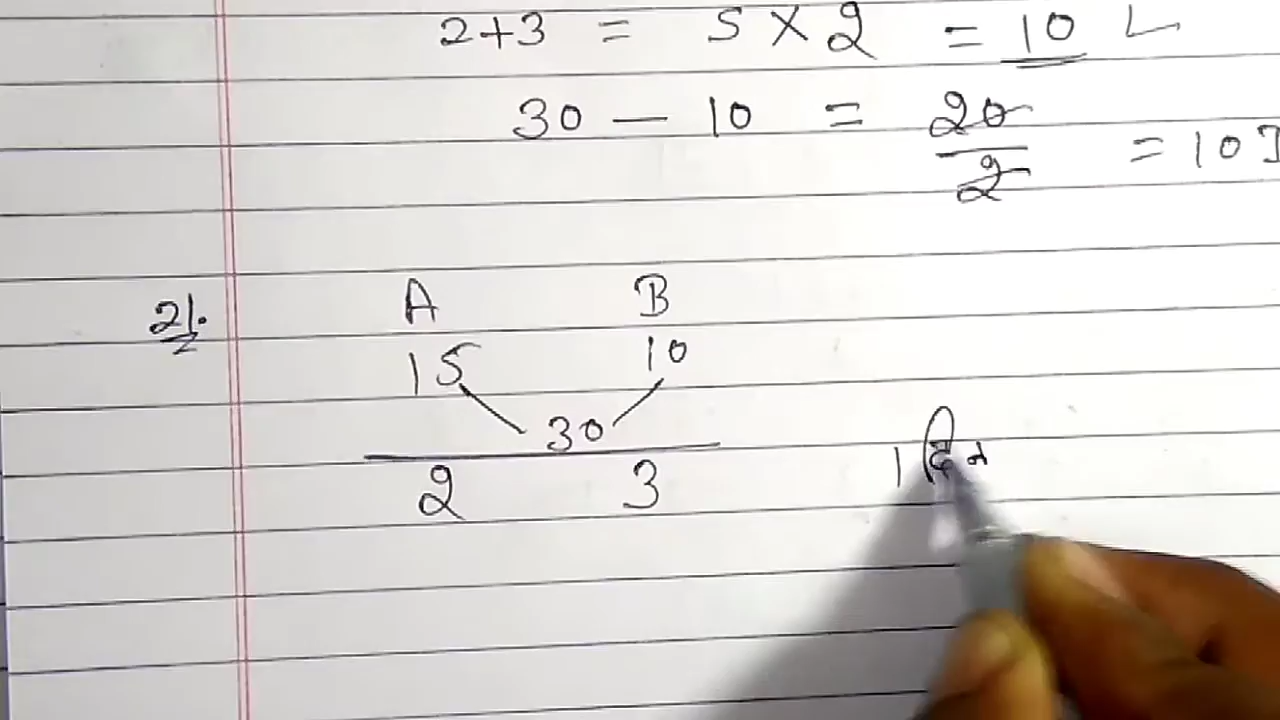 2+3 = 5 × 2 = 10 L
30 — 10 = 20/2 = 10 D
21. A B
15 10
30
2 3
1 दिन